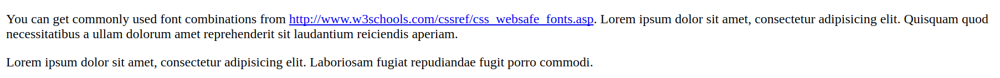 You can get commonly used font combinations from http://www.w3schools.com/cssref/css_websafe_fonts.asp. Lorem ipsum dolor sit amet, consectetur adipisicing elit. Quisquam quod
necessitatibus a ullam dolorum amet reprehenderit sit laudantium reiciendis aperiam.
Lorem ipsum dolor sit amet, consectetur adipisicing elit. Laboriosam fugiat repudiandae fugit porro commodi.